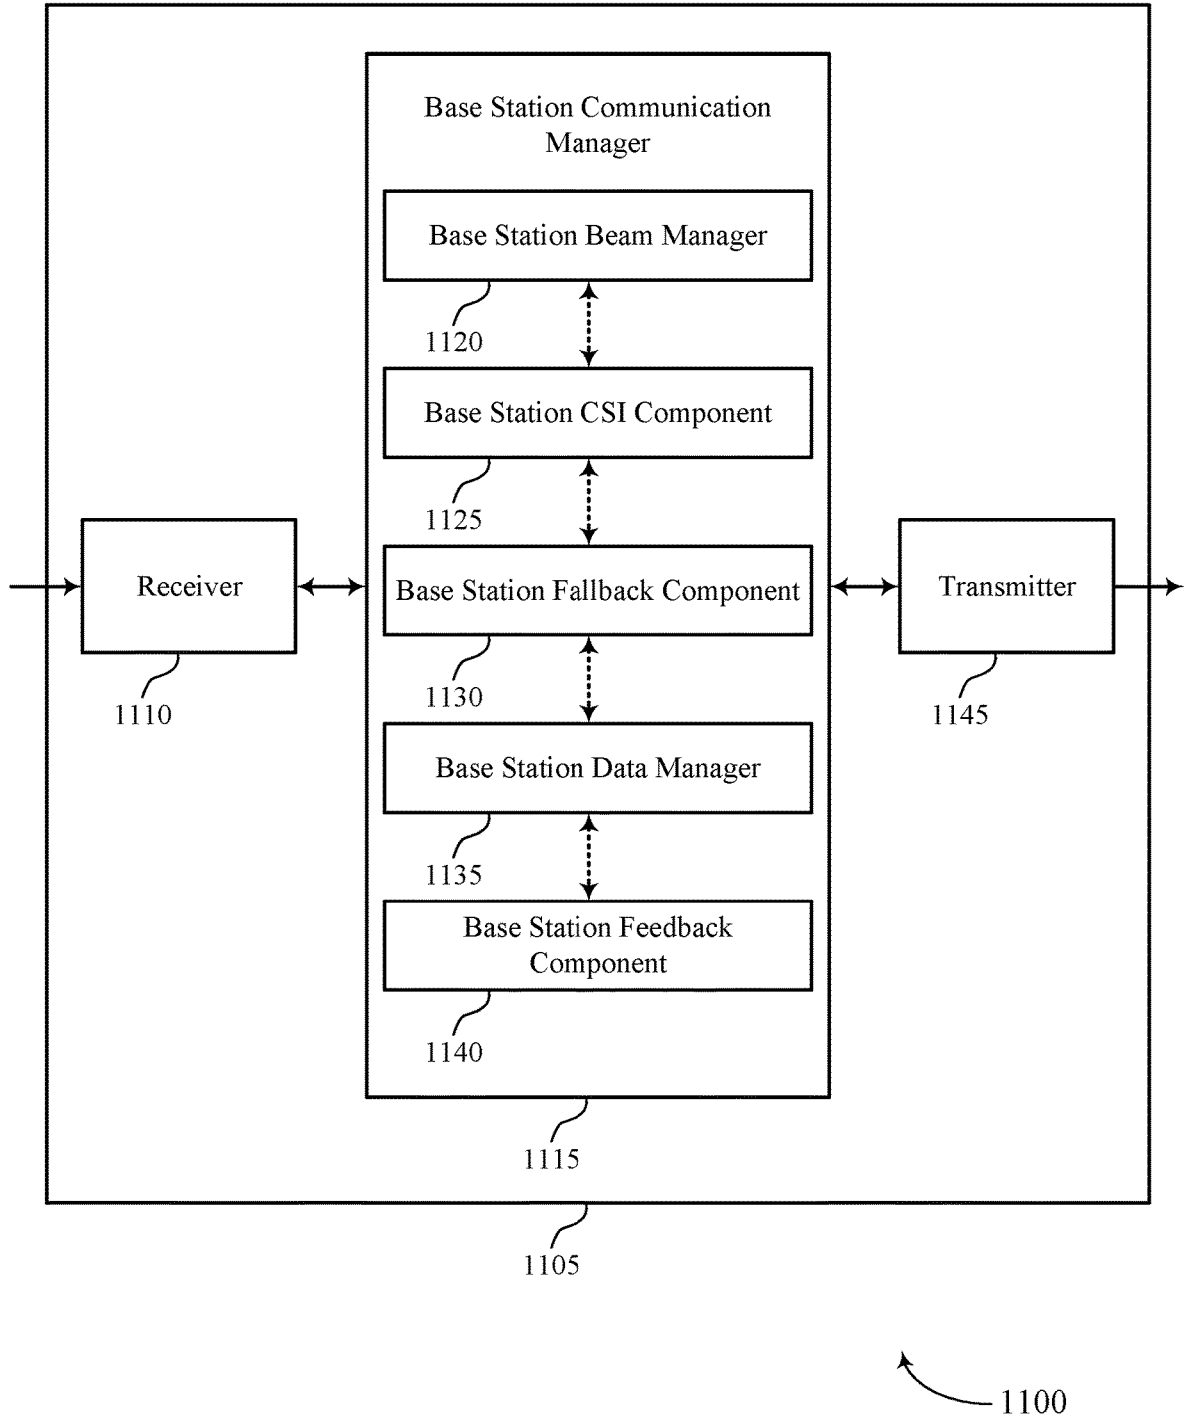 Base Station Communication
Manager
Base Station Beam Manager
1120
Base Station CSI Component
1125
Receiver
1110
Base Station Fallback Component
1130
Transmitter
1145
Base Station Data Manager
1135
Base Station Feedback
Component
1140
1115
1105
1100